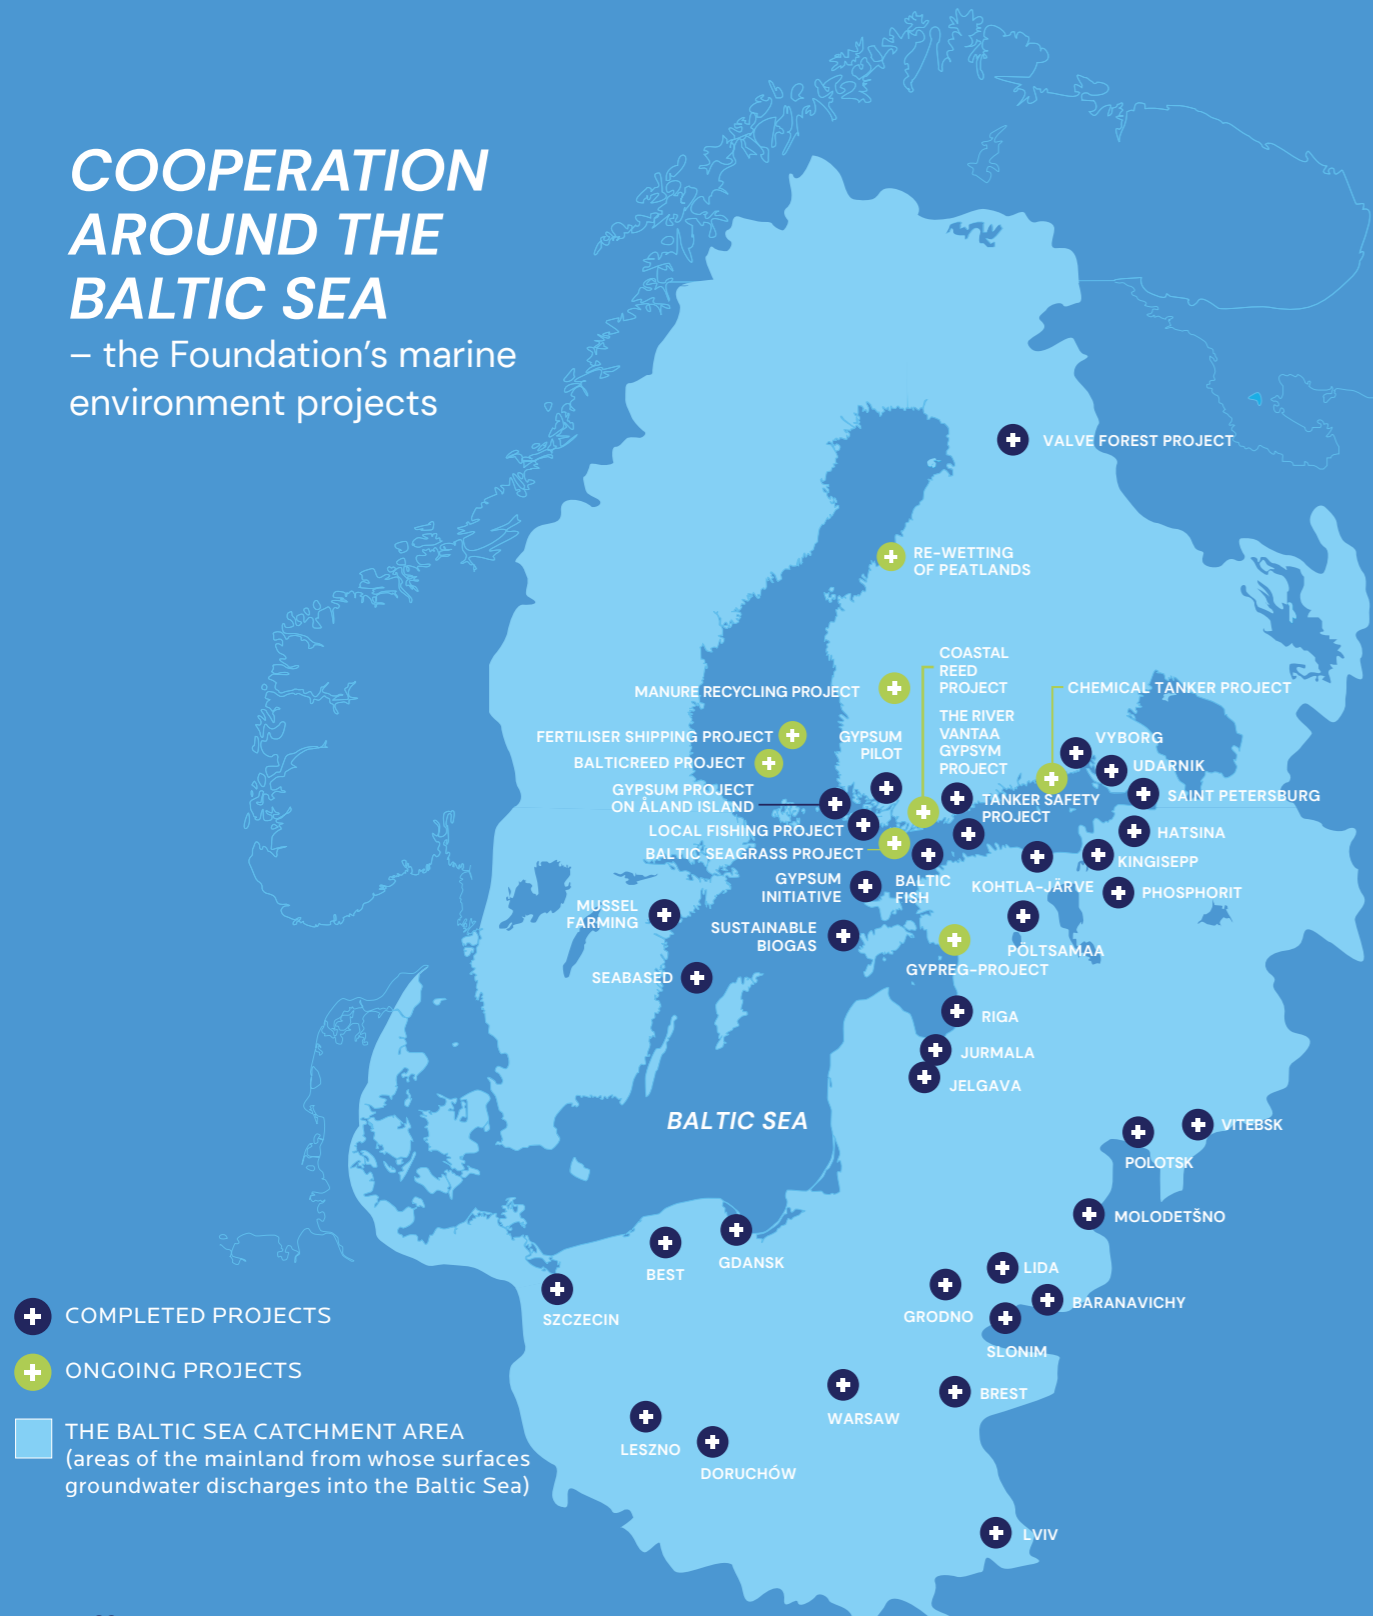 COOPERATION
AROUND THE
BALTIC SEA
– the Foundation's marine
environment projects
VALVE FOREST PROJECT
RE-WETTING
OF PEATLANDS
COASTAL
REED
PROJECT
MANURE RECYCLING PROJECT
CHEMICAL TANKER PROJECT
THE RIVER
VANTAA
GYPSYM
PROJECT
FERTILISER SHIPPING PROJECT
GYPSUM
PILOT
VYBORG
BALTICREED PROJECT
UDARNIK
GYPSUM PROJECT
ON ÅLAND ISLAND
TANKER SAFETY
PROJECT
SAINT PETERSBURG
LOCAL FISHING PROJECT
HATSINA
BALTIC SEAGRASS PROJECT
KINGISEPP
GYPSUM
INITIATIVE
BALTIC
FISH
KOHTLA-JÄRVE
PHOSPHORIT
MUSSEL
FARMING
SUSTAINABLE
BIOGAS
PÕLTSAMAA
GYPREG-PROJECT
SEABASED
RIGA
JURMALA
JELGAVA
BALTIC SEA
VITEBSK
POLOTSK
MOLODETŠNO
GDANSK
BEST
LIDA
SZCZECIN
GRODNO
BARANAVICHY
SLONIM
BREST
WARSAW
LESZNO
DORUCHÓW
LVIV
COMPLETED PROJECTS
ONGOING PROJECTS
THE BALTIC SEA CATCHMENT AREA
(areas of the mainland from whose surfaces
groundwater discharges into the Baltic Sea)